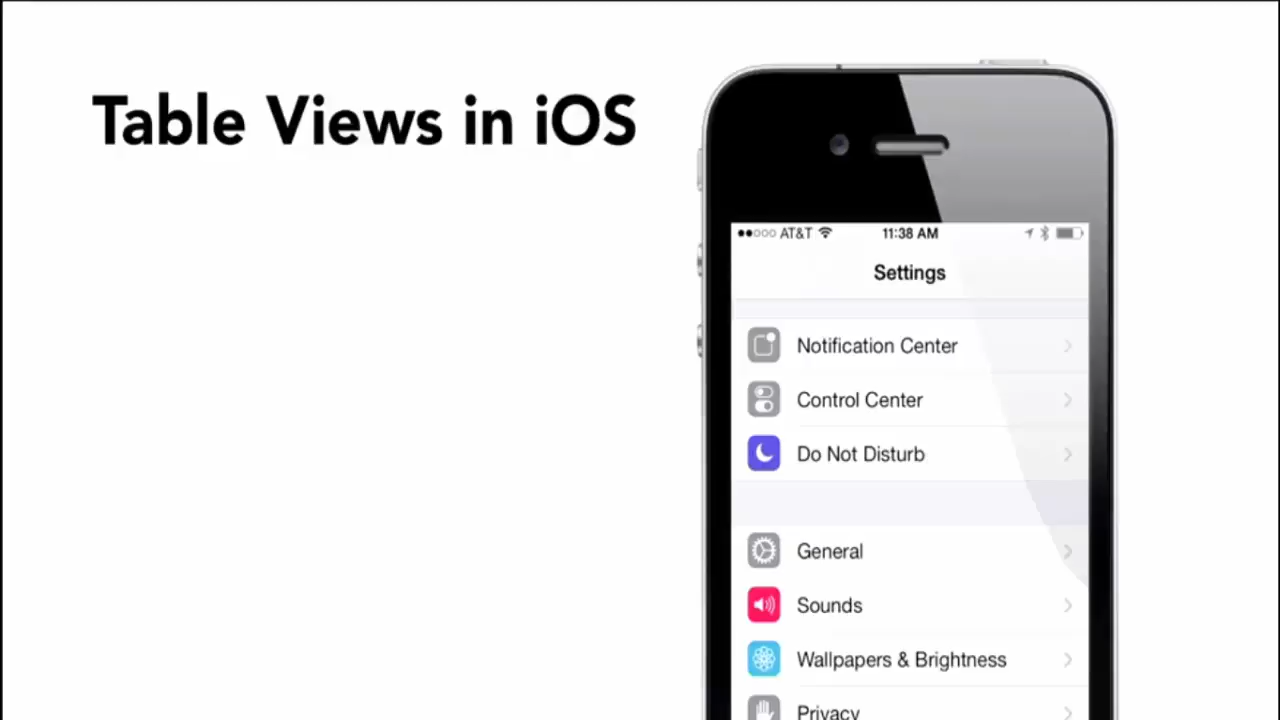 Table Views in iOS
AT&T
11:38 AM
Settings
Notification Center
Control Center
Do Not Disturb
General
Sounds
Wallpapers & Brightness
Privacy